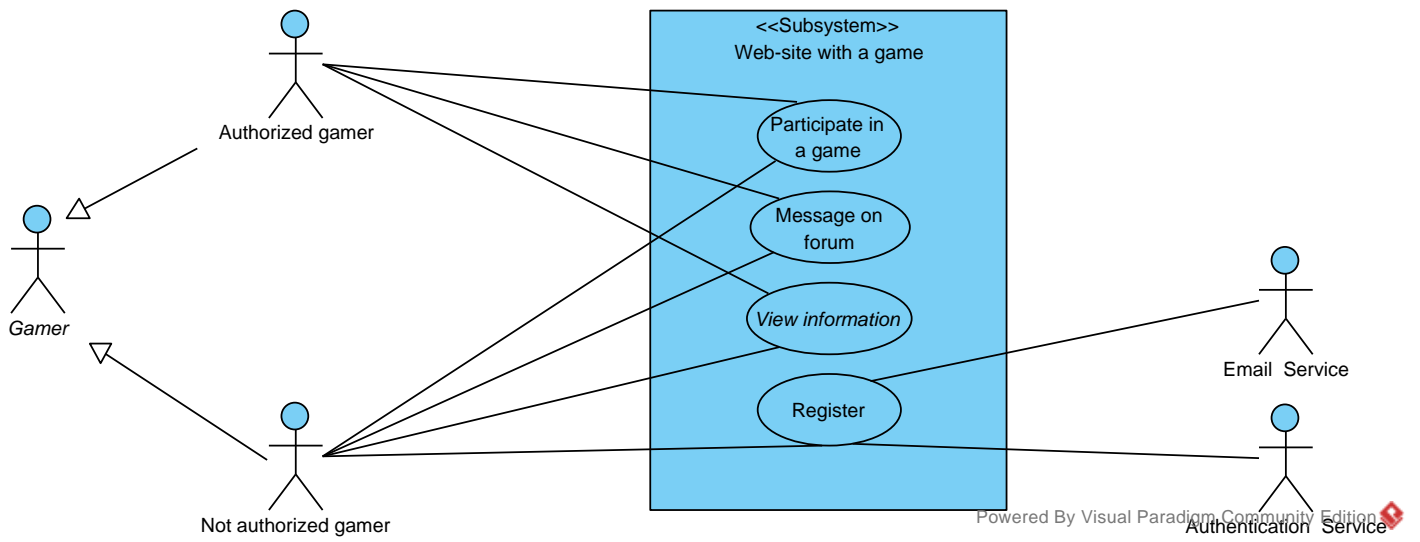 <<Subsystem>>
Web-site with a game
Authorized gamer
Participate in
a game
Message on
forum
Gamer
View information
Email  Service
Register
Not authorized gamer
Powered By Visual Paradigm Community Edition
Authentication  Service